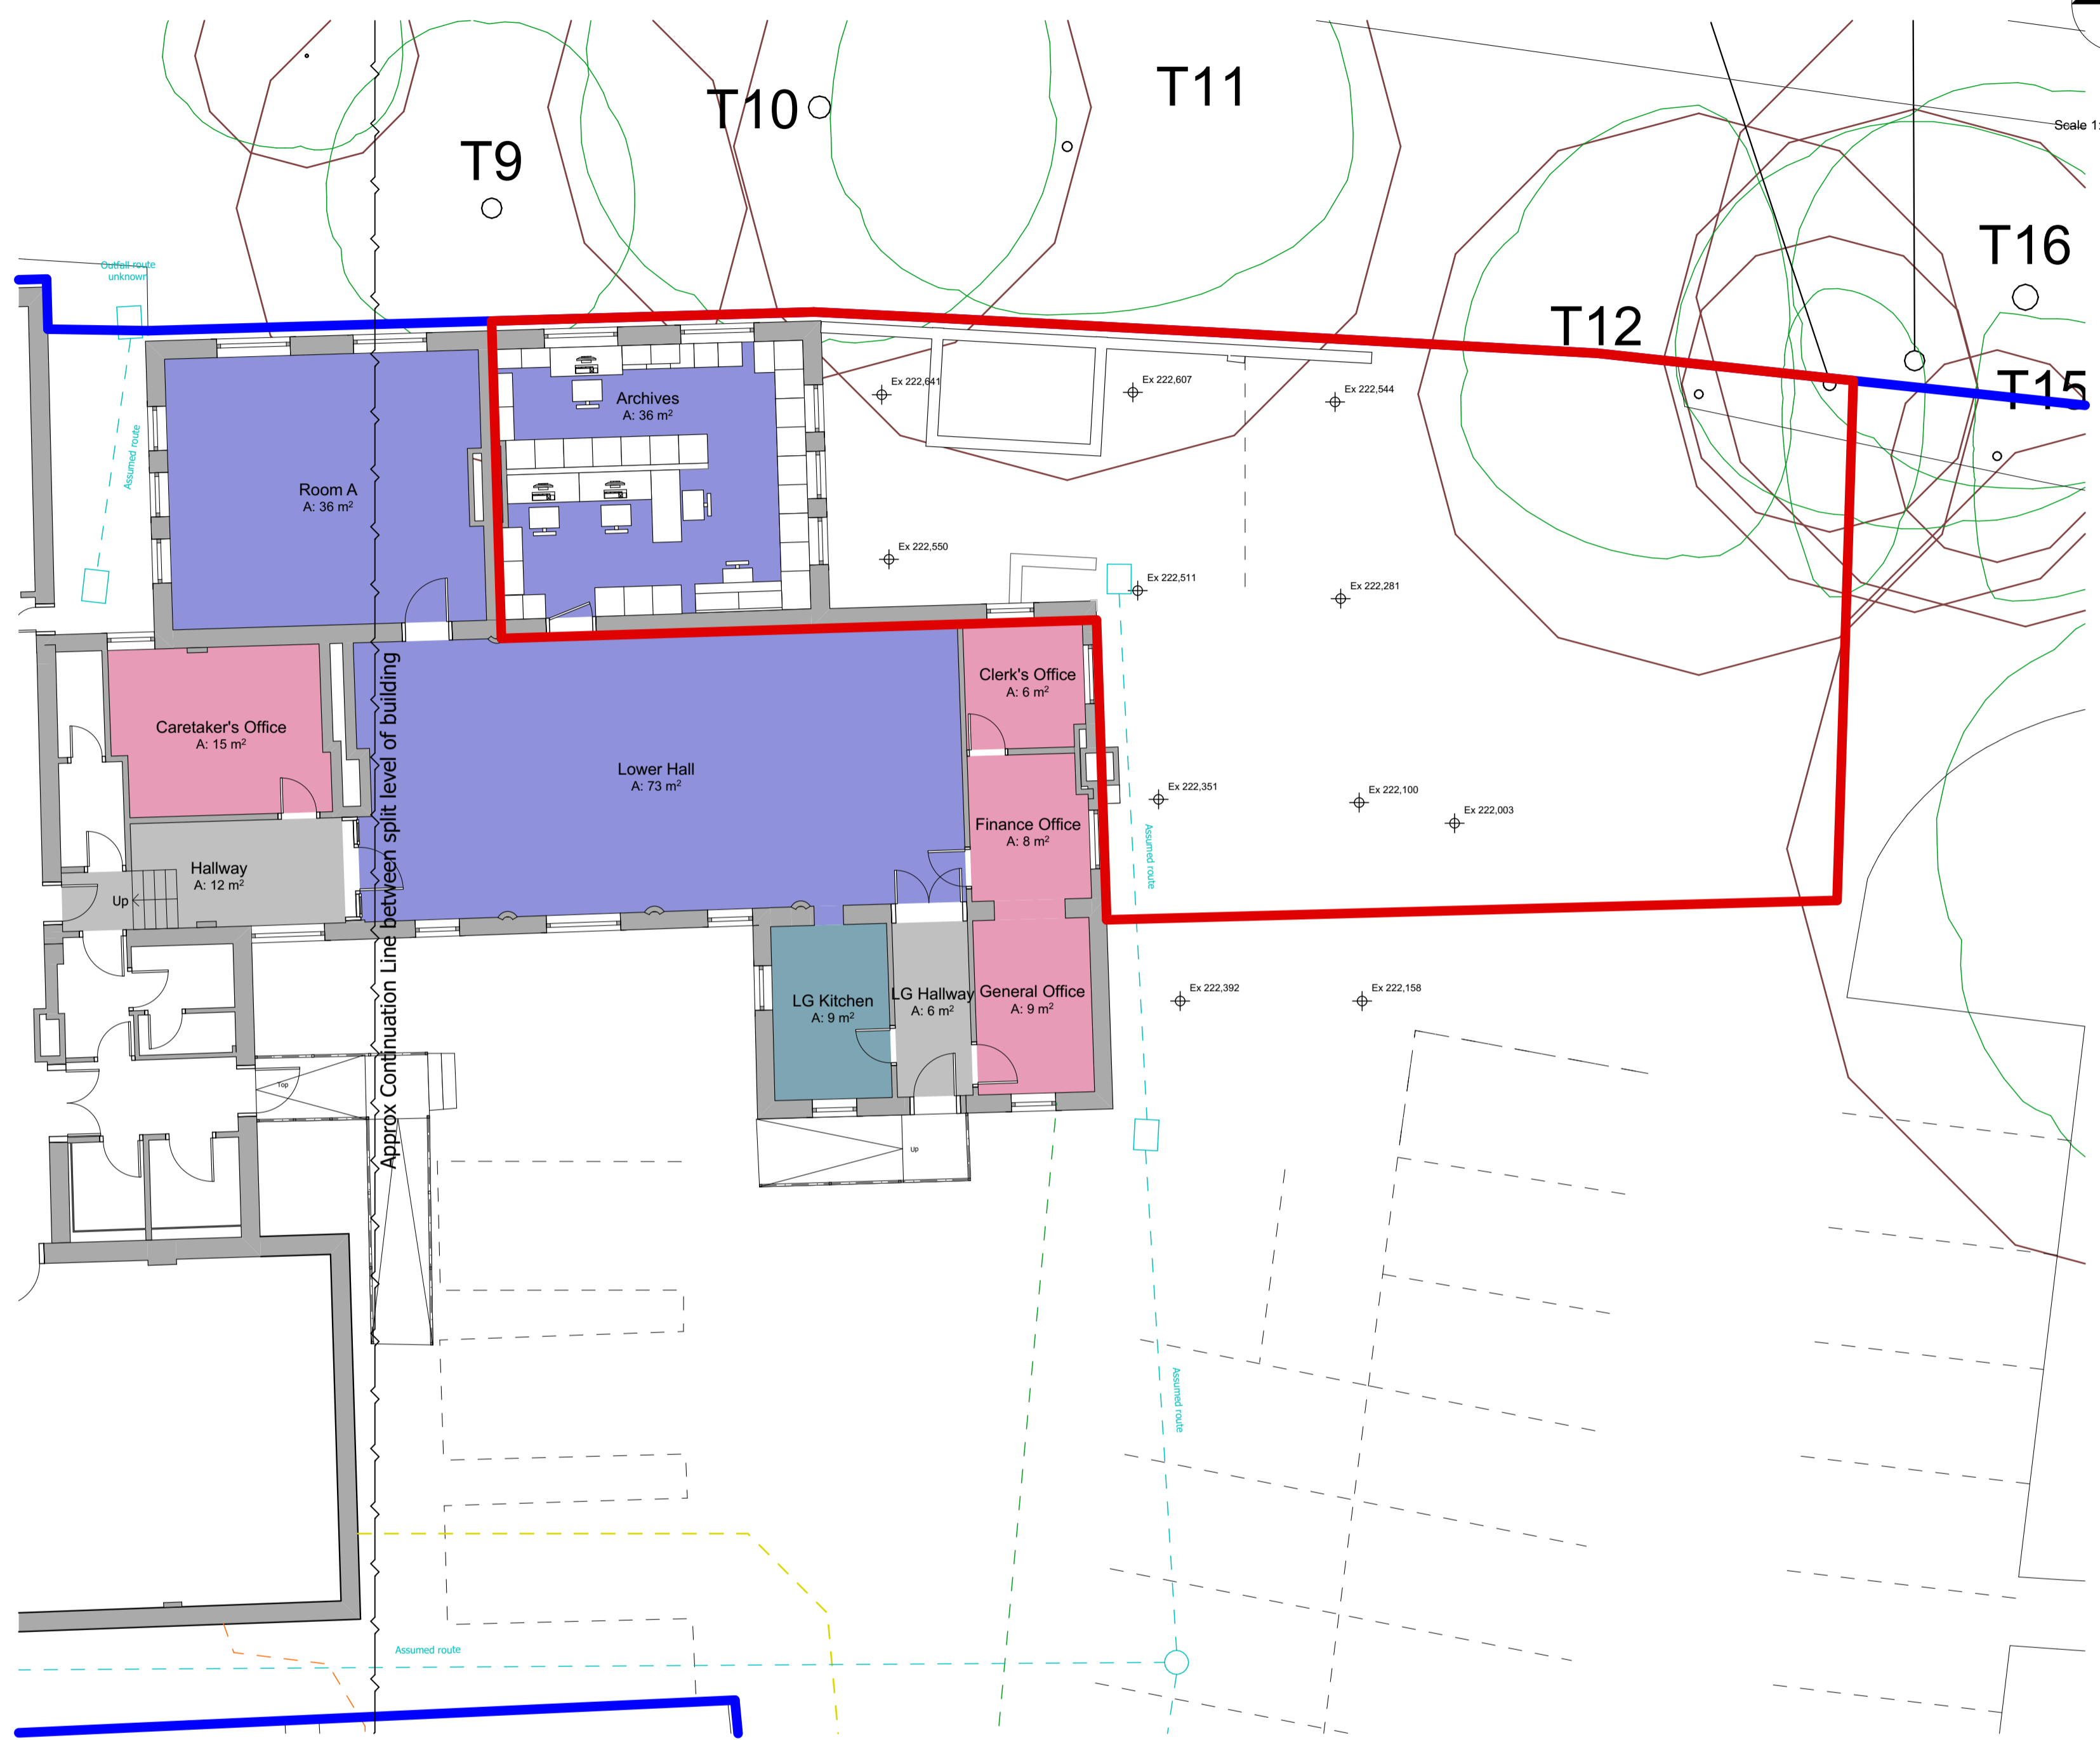 T10
T11
T9
Scale 1:
T16
T12
T15
Outfall route
unknown
Assumed route
Archives
A: 36 m²
Ex 222,641
Ex 222,607
Ex 222,544
Room A
A: 36 m²
Ex 222,550
Ex 222,511
Ex 222,281
Approx Continuation Line between split level of building
Clerk's Office
A: 6 m²
Caretaker's Office
A: 15 m²
Lower Hall
A: 73 m²
Ex 222,351
Ex 222,100
Ex 222,003
Finance Office
A: 8 m²
Assumed route
Hallway
A: 12 m²
Up
LG Kitchen
A: 9 m²
LG Hallway
A: 6 m²
General Office
A: 9 m²
Ex 222,392
Ex 222,158
Top
Up
Assumed route
Assumed route